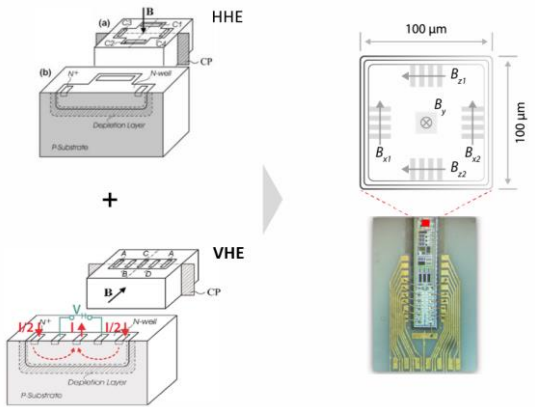 HHE
(a)
B
C3
C1
C2
C4
CP
(b)
N+
N-well
Depletion Layer
P-Substrate
+
VHE
A
C
A
B
D
B
CP
V
I/2
N+
I
I/2
N-well
Depletion Layer
P-Substrate
100 µm
100 µm
Bz1
By
Bx1
Bx2
Bz2